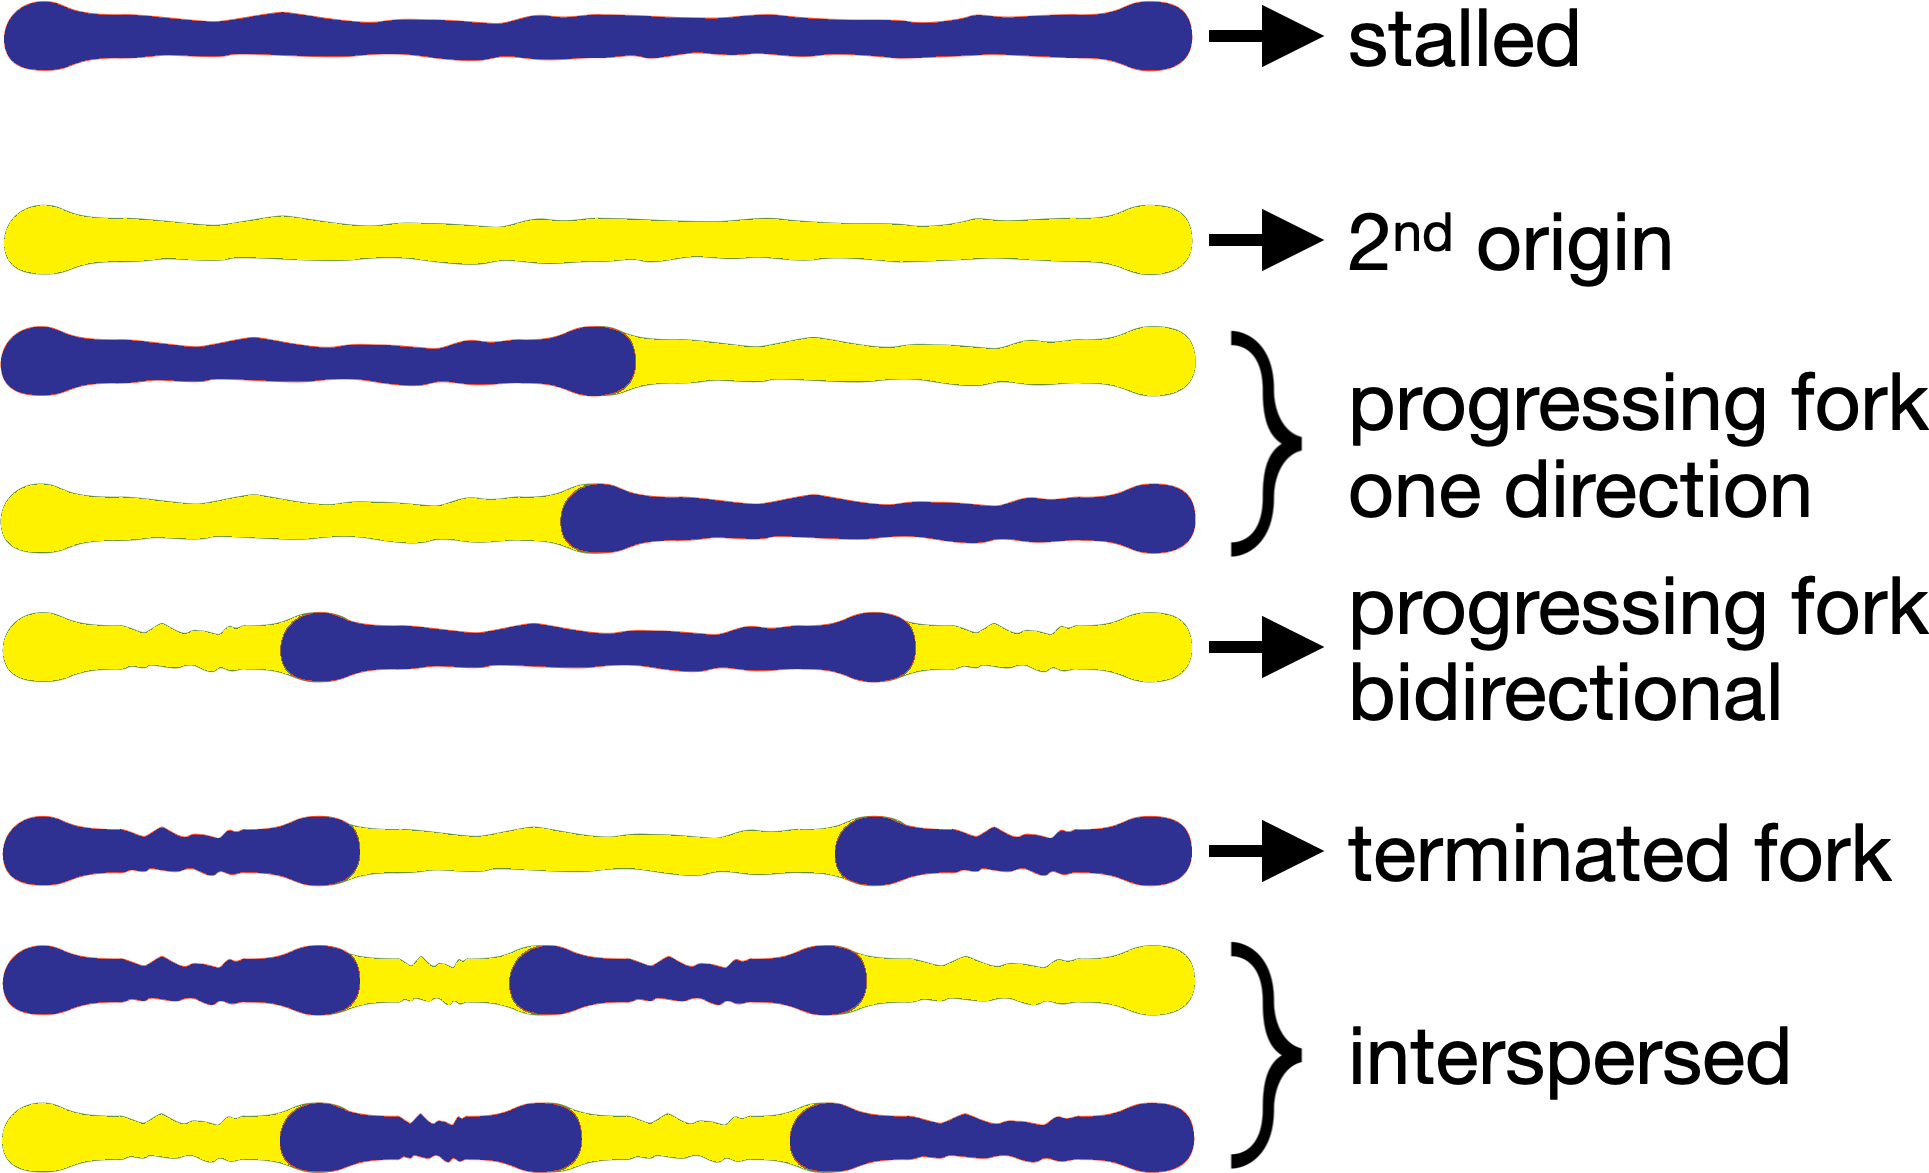 stalled
2nd origin
progressing fork
one direction
progressing fork
bidirectional
terminated fork
interspersed